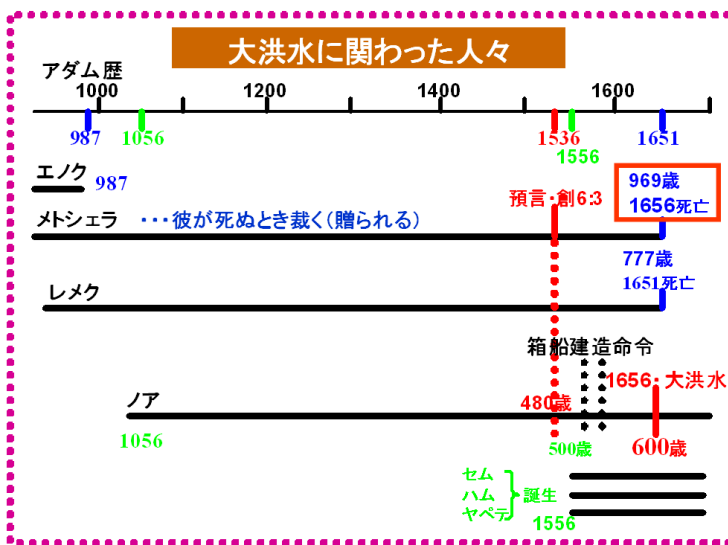 大洪水に関わった人々
アダム歴
1000 1200 1400 1600
987 1056 1536 1651
1556
エノク 987
預言・創6:3
969歳
1656死亡
メトシェラ ・・・彼が死ぬとき裁く(贈られる)
777歳
1651死亡
レメク
箱船建造命令
1656・大洪水
ノア
480歳
1056
500歳
600歳
セム
ハム
ヤペテ
誕生
1556